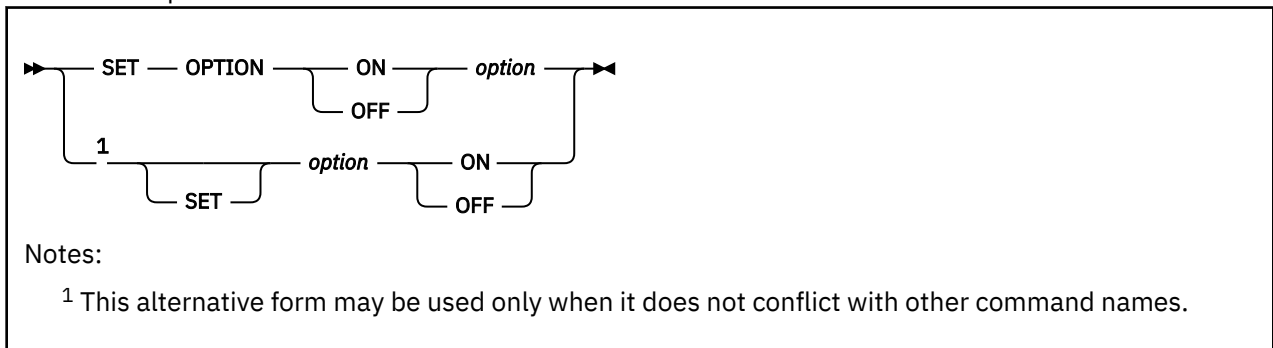 SET OPTION ON option
OFF
1
option ON
SET OFF
Notes:
1 This alternative form may be used only when it does not conflict with other command names.